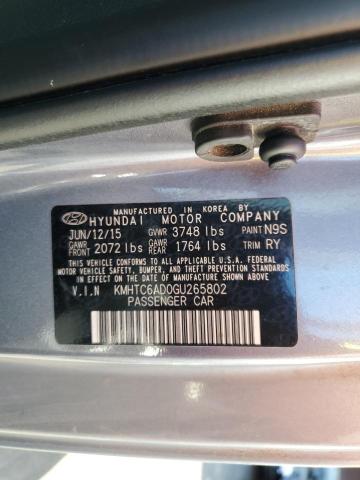 MANUFACTURED IN KOREA BY
HYUNDAI MOTOR COMPANY
JUN/12/15 GVWR 3748 lbs PAINT N9S
GAWR FRONT 2072 lbs GAWR REAR 1764 lbs TRIM RY
THIS VEHICLE CONFORMS TO ALL APPLICABLE U.S.A. FEDERAL
MOTOR VEHICLE SAFETY, BUMPER, AND THEFT PREVENTION
STANDARDS IN EFFECT ON THE DATE OF MANUFACTURE SHOWN ABOVE.
V.I.N KMHTC6AD0GU265802
PASSENGER CAR